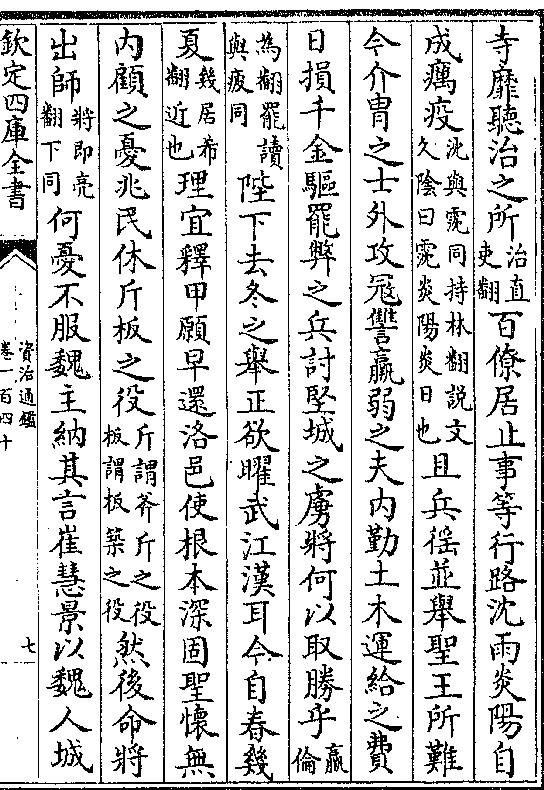 寺靡聽治之所治直吏翻百僚居止事等行路沈雨炎陽自
成癘疫沈與霃同持林翻説文久陰曰霃炎陽炎日也且兵徭並舉聖王所難
今介胄之士外攻冦讐羸弱之夫内勤土木運給之費
日損千金驅罷弊之兵討堅城之虜將何以取勝乎羸倫
為翻罷讀與疲同陛下去冬之舉正欲曜武江漢耳今自春幾
夏幾居希翻近也理宜釋甲願早還洛邑使根本深固聖懷無
内顧之憂兆民休斤板之役斤謂斧斤之役板謂板築之役然後命將
出師將即亮翻下同何憂不服魏主納其言崔慧景以魏人城
欽定四庫全書
資治通鑑
卷一百四十
七